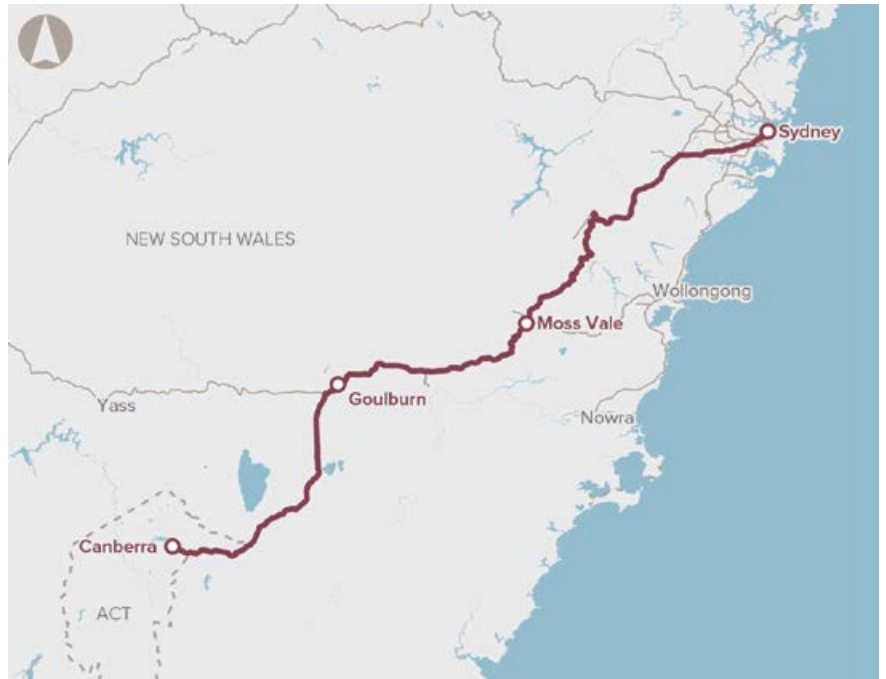 Sydney
NEW SOUTH WALES
Wollongong
Moss Vale
Goulburn
Yass
Nowra
Canberra
ACT